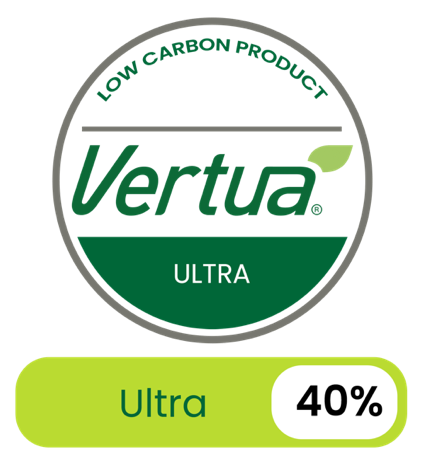 LOW CARBON PRODUCT
Vertua®
ULTRA
Ultra 40%